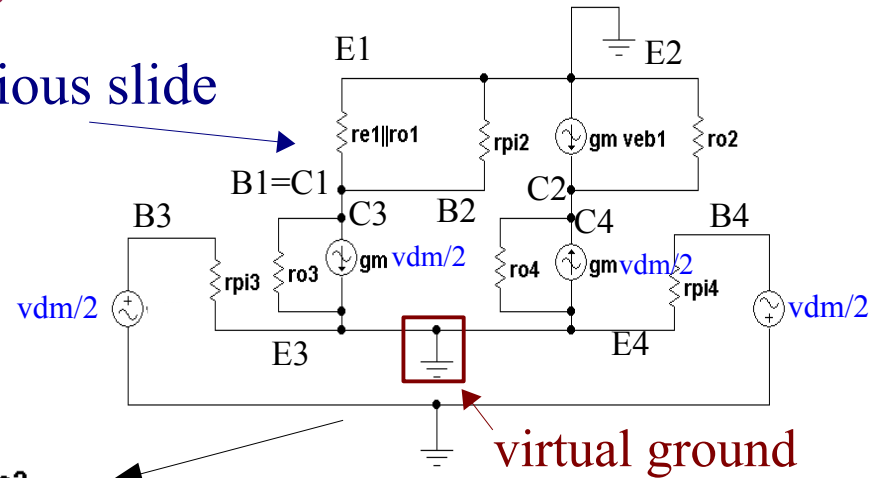 ious slide
E1
E2
re1||ro1
rpi2
gm veb1
ro2
B1=C1
B2
C2
B3
C3
C4
B4
rpi3
ro3
gm vdm/2
ro4
gm vdm/2
rpi4
vdm/2
vdm/2
E3
E4
virtual ground